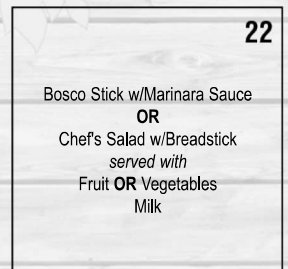 22
Bosco Stick w/Marinara Sauce
OR
Chef's Salad w/Breadstick
served with
Fruit OR Vegetables
Milk